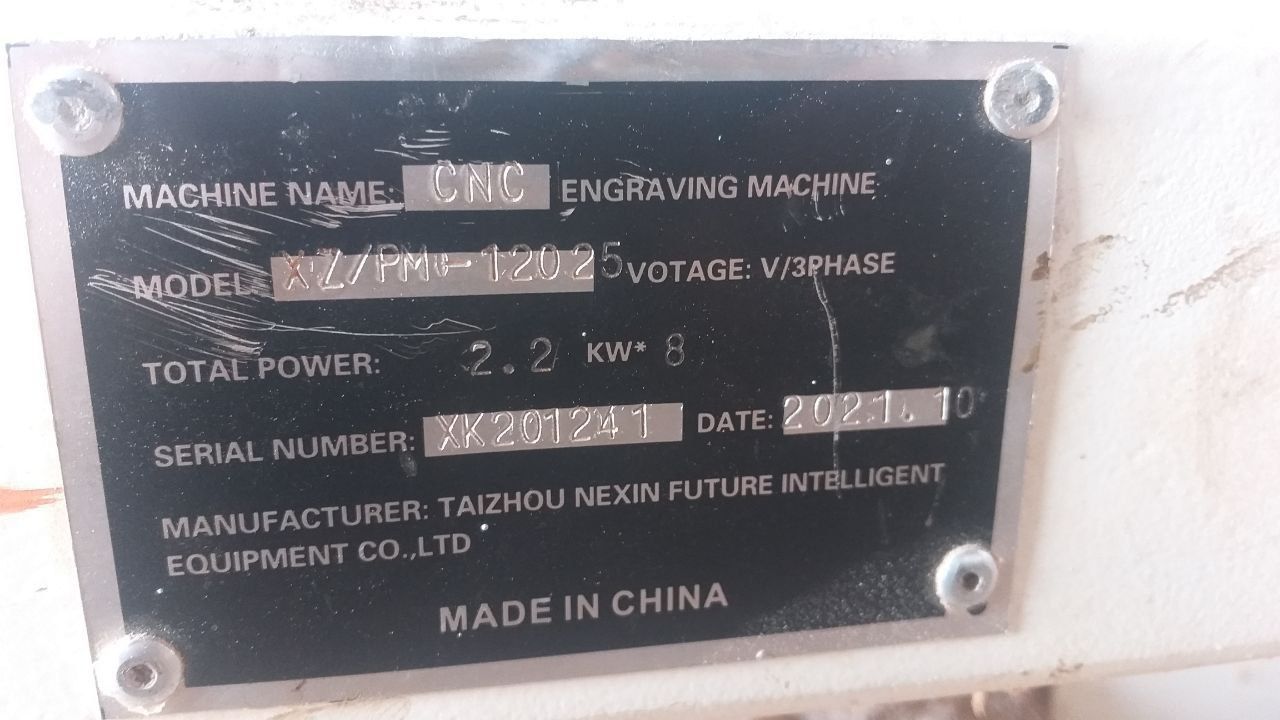 MACHINE NAME: CNC ENGRAVING MACHINE
MODEL: VOTAGE: V/3PHASE
TOTAL POWER: 2.2 KW* 8
SERIAL NUMBER: DATE: 2021.10
MANUFACTURER: TAIZHOU NEXIN FUTURE INTELLIGENT
EQUIPMENT CO.,LTD
MADE IN CHINA